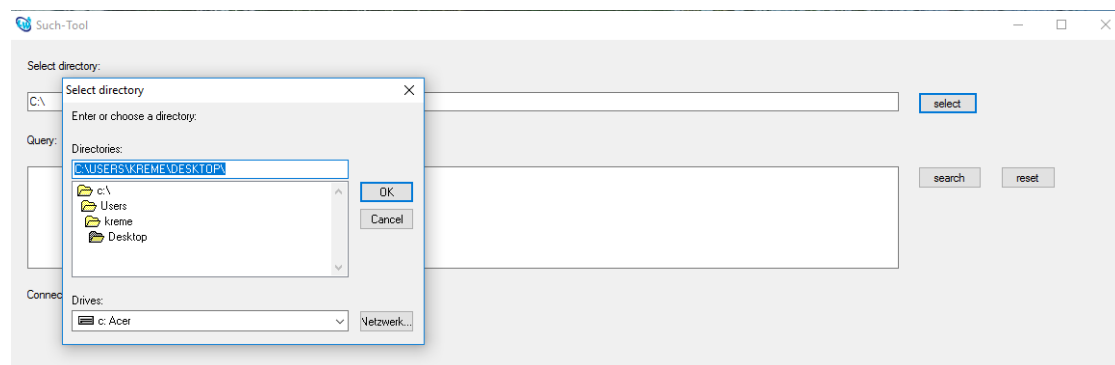 Such-Tool
Select directory:
C:\
select
Query:
search
reset
Connec
Select directory
Enter or choose a directory:
Directories:
C:\USERS\KREME\DESKTOP\
c:\
Users
kreme
Desktop
OK
Cancel
Drives:
c: Acer
Netzwerk...